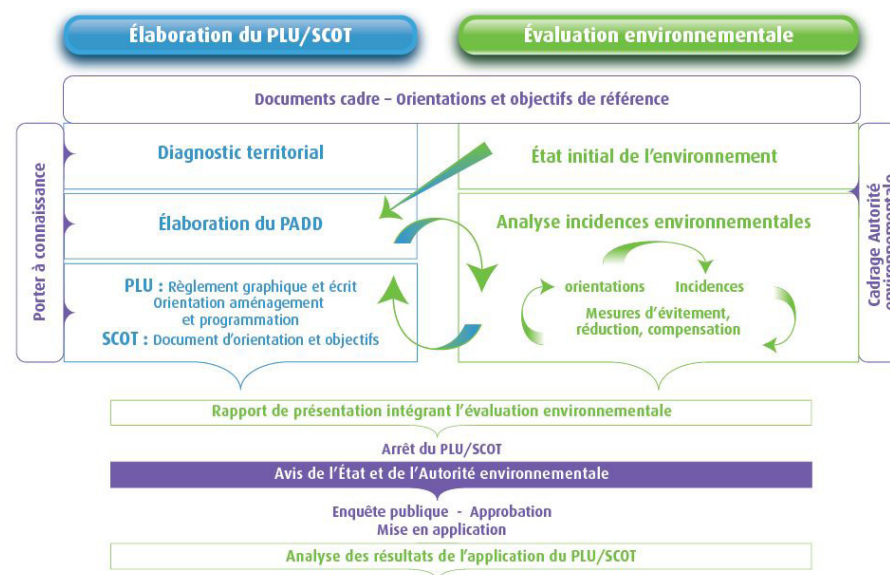 Élaboration du PLU/SCOT
Évaluation environnementale
Documents cadre – Orientations et objectifs de référence
Porter à connaissance
Diagnostic territorial
État initial de l'environnement
Cadrage Autorité
environnementale
Élaboration du PADD
Analyse incidences environnementales
PLU : Règlement graphique et écrit
Orientation aménagement
et programmation
SCOT : Document d'orientation et objectifs
orientations
Incidences
Mesures d'évitement,
réduction, compensation
Rapport de présentation intégrant l'évaluation environnementale
Arrêt du PLU/SCOT
Avis de l'État et de l'Autorité environnementale
Enquête publique - Approbation
Mise en application
Analyse des résultats de l'application du PLU/SCOT